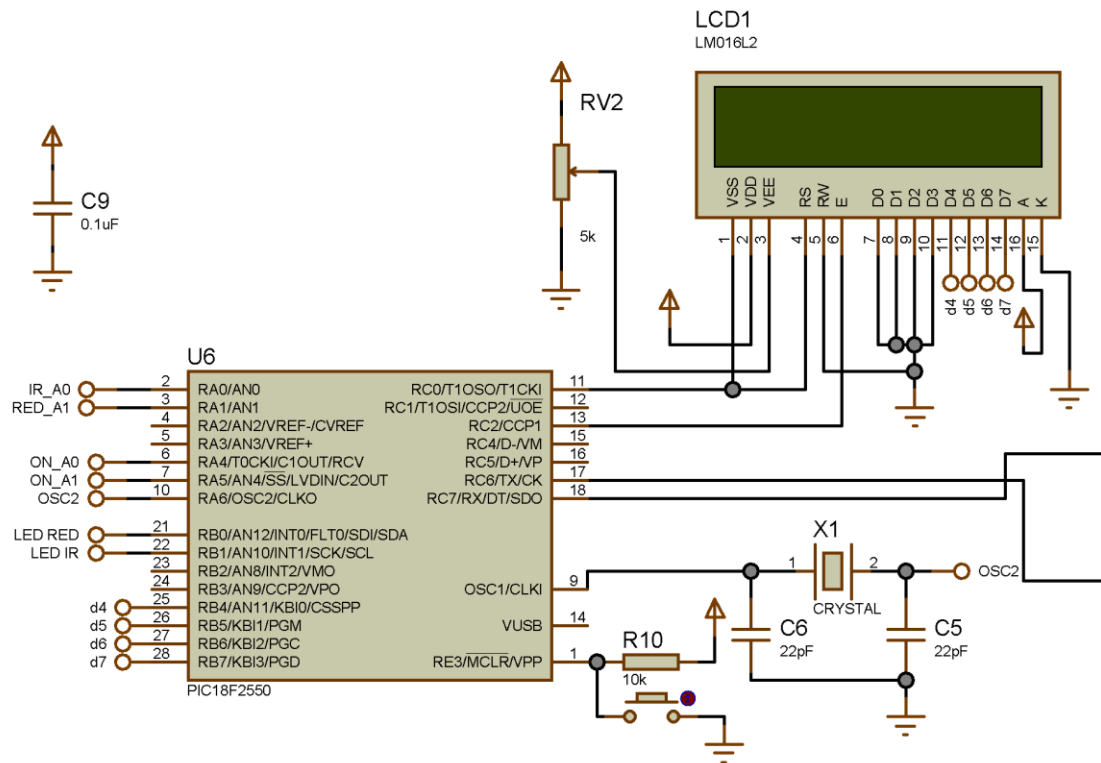 LCD1
LM016L2
RV2
5k
C9
0.1uF
VSS
VDD
VEE
RS
RW
E
D0
D1
D2
D3
D4
D5
D6
D7
A
K
1
2
3
4
5
6
7
8
9
10
11
12
13
14
16
15
d4
d5
d6
d7
U6
IR_A0 2 RA0/AN0 RC0/T1OSO/T1CKI 11
RED_A1 3 RA1/AN1 RC1/T1OSI/CCP2/UOE 12
4 RA2/AN2/VREF-/CVREF RC2/CCP1 13
5 RA3/AN3/VREF+ RC4/D-/VM 15
ON_A0 6 RA4/T0CKI/C1OUT/RCV RC5/D+/VP 16
ON_A1 7 RA5/AN4/SS/LVDIN/C2OUT RC6/TX/CK 17
OSC2 10 RA6/OSC2/CLKO RC7/RX/DT/SDO 18
LED RED 21 RB0/AN12/INT0/FLT0/SDI/SDA
LED IR 22 RB1/AN10/INT1/SCK/SCL
23 RB2/AN8/INT2/VMO
24 RB3/AN9/CCP2/VPO OSC1/CLKI 9
d4 25 RB4/AN11/KBI0/CSSPP
d5 26 RB5/KBI1/PGM VUSB 14
d6 27 RB6/KBI2/PGC
d7 28 RB7/KBI3/PGD RE3/MCLR/VPP 1
PIC18F2550
X1
1 2
OSC2
CRYSTAL
C6
22pF
C5
22pF
R10
10k